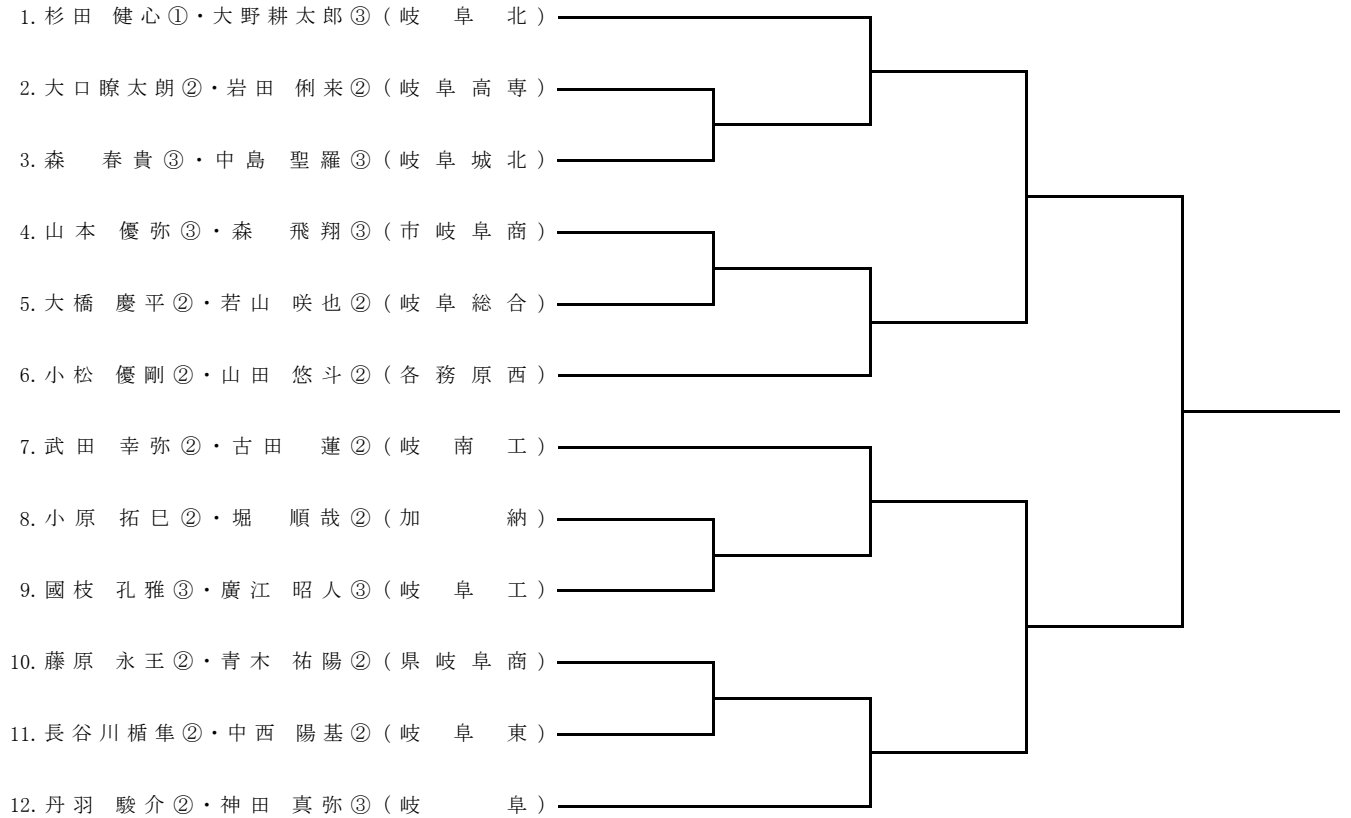 1. 杉田 健心①・大野耕太郎③（岐阜北）
2. 大口瞭太朗②・岩田 俐来②（岐阜高専）
3. 森 春貴③・中島 聖羅③（岐阜城北）
4. 山本 優弥③・森 飛翔③（市岐阜商）
5. 大橋 慶平②・若山 咲也②（岐阜総合）
6. 小松 優剛②・山田 悠斗②（各務原西）
7. 武田 幸弥②・古田 蓮②（岐南工）
8. 小原 拓巳②・堀 順哉②（加納）
9. 國枝 孔雅③・廣江 昭人③（岐阜工）
10. 藤原 永王②・青木 祐陽②（県岐阜商）
11. 長谷川楯隼②・中西 陽基②（岐阜東）
12. 丹羽 駿介②・神田 真弥③（岐阜）